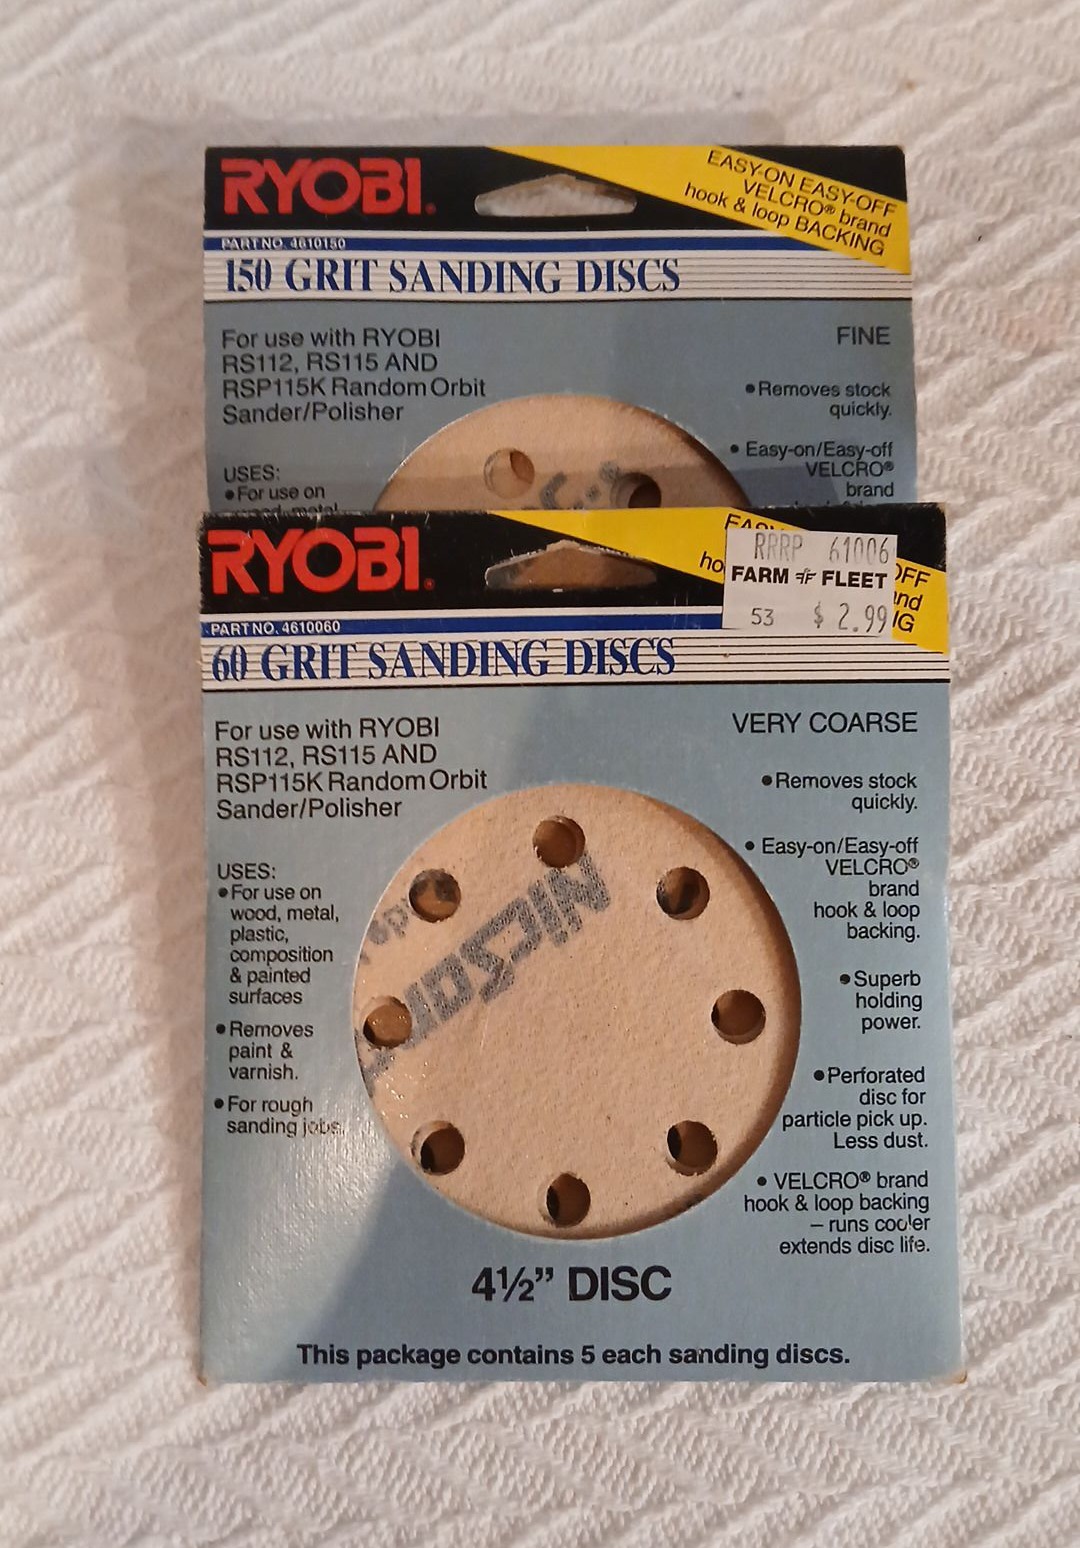 RYOBI.
EASY-ON EASY-OFF
VELCRO® brand
hook & loop BACKING
PART NO. 4610150
150 GRIT SANDING DISCS
For use with RYOBI
RS112, RS115 AND
RSP115K Random Orbit
Sander/Polisher
USES:
• For use on
FINE
• Removes stock
quickly.
• Easy-on/Easy-off
VELCRO®
brand
RYOBI.
RRRP 61006
FARM FLEET
53 $ 2.99
PART NO. 4610060
60 GRIT SANDING DISCS
For use with RYOBI
RS112, RS115 AND
RSP115K Random Orbit
Sander/Polisher
USES:
• For use on
wood, metal,
plastic,
composition
& painted
surfaces
• Removes
paint &
varnish.
• For rough
sanding jobs.
VERY COARSE
• Removes stock
quickly.
• Easy-on/Easy-off
VELCRO®
brand
hook & loop
backing.
• Superb
holding
power.
• Perforated
disc for
particle pick up.
Less dust.
• VELCRO® brand
hook & loop backing
– runs cooler
extends disc life.
4½” DISC
This package contains 5 each sanding discs.